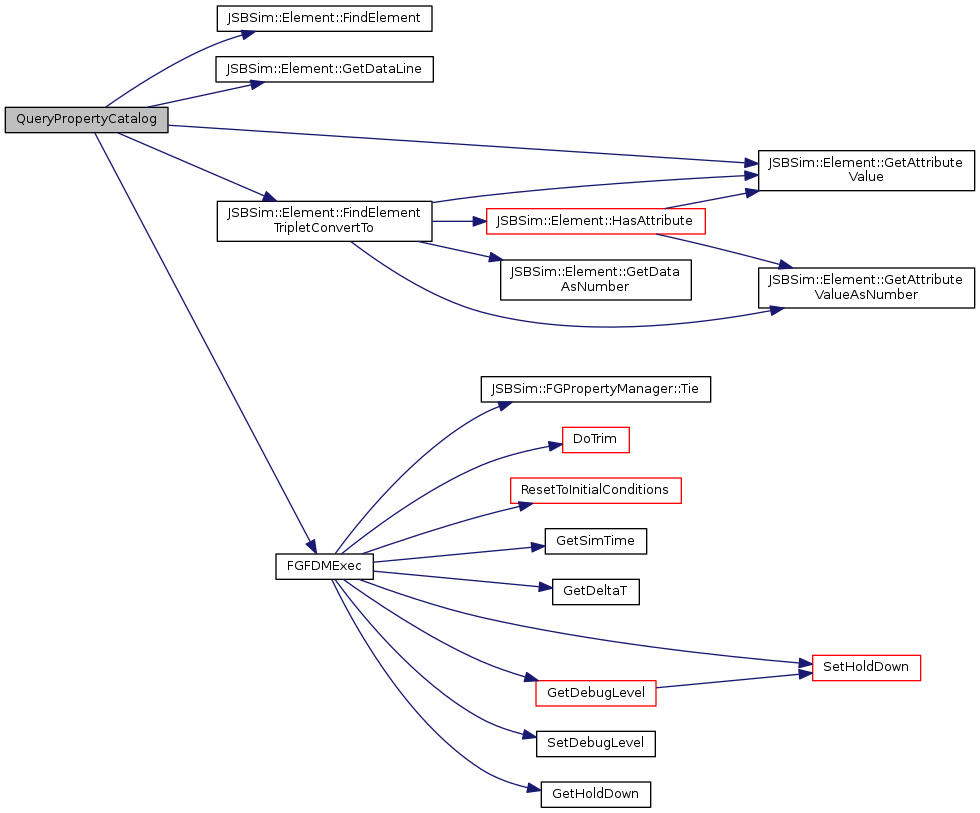 JSBSim::Element::FindElement
JSBSim::Element::GetDataLine
QueryPropertyCatalog
JSBSim::Element::GetAttribute
Value
JSBSim::Element::FindElement
TripletConvertTo
JSBSim::Element::HasAttribute
JSBSim::Element::GetData
AsNumber
JSBSim::Element::GetAttribute
ValueAsNumber
JSBSim::FGPropertyManager::Tie
DoTrim
ResetToInitialConditions
GetSimTime
FGFDMExec
GetDeltaT
SetHoldDown
GetDebugLevel
SetDebugLevel
GetHoldDown